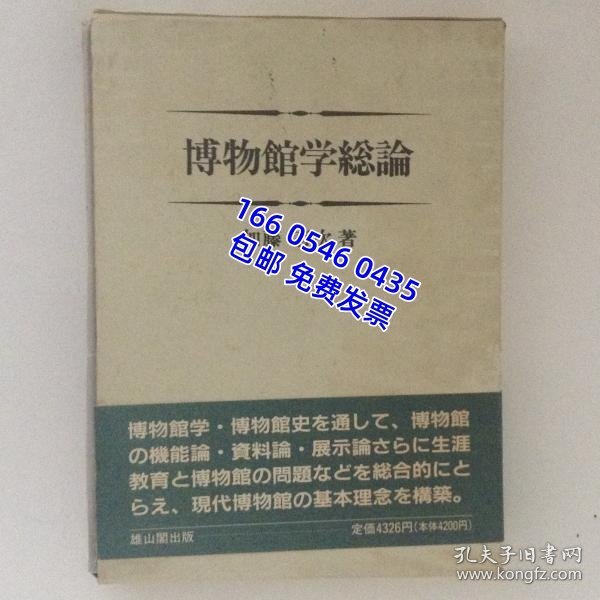 博物館学総論
加藤 文著
166 0546 0435
包邮 免费发票
博物館学・博物館史を通して、博物館
の機能論・資料論・展示論さらに生涯
教育と博物館の問題などを総合的にと
らえ、現代博物館の基本理念を構築。
定価4326円(本体4200円)
雄山閣出版
孔夫子旧书网
www.kongfz.com